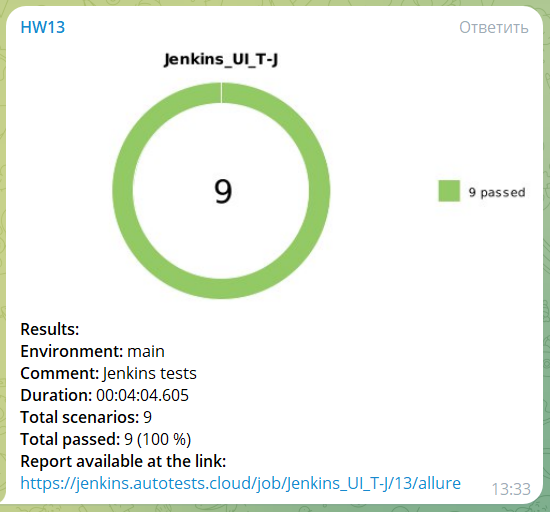 HW13 Ответить
Jenkins_UI_T-J
9
9 passed
Results:
Environment: main
Comment: Jenkins tests
Duration: 00:04:04.605
Total scenarios: 9
Total passed: 9 (100 %)
Report available at the link:
https://jenkins.autotests.cloud/job/Jenkins_UI_T-J/13/allure
13:33